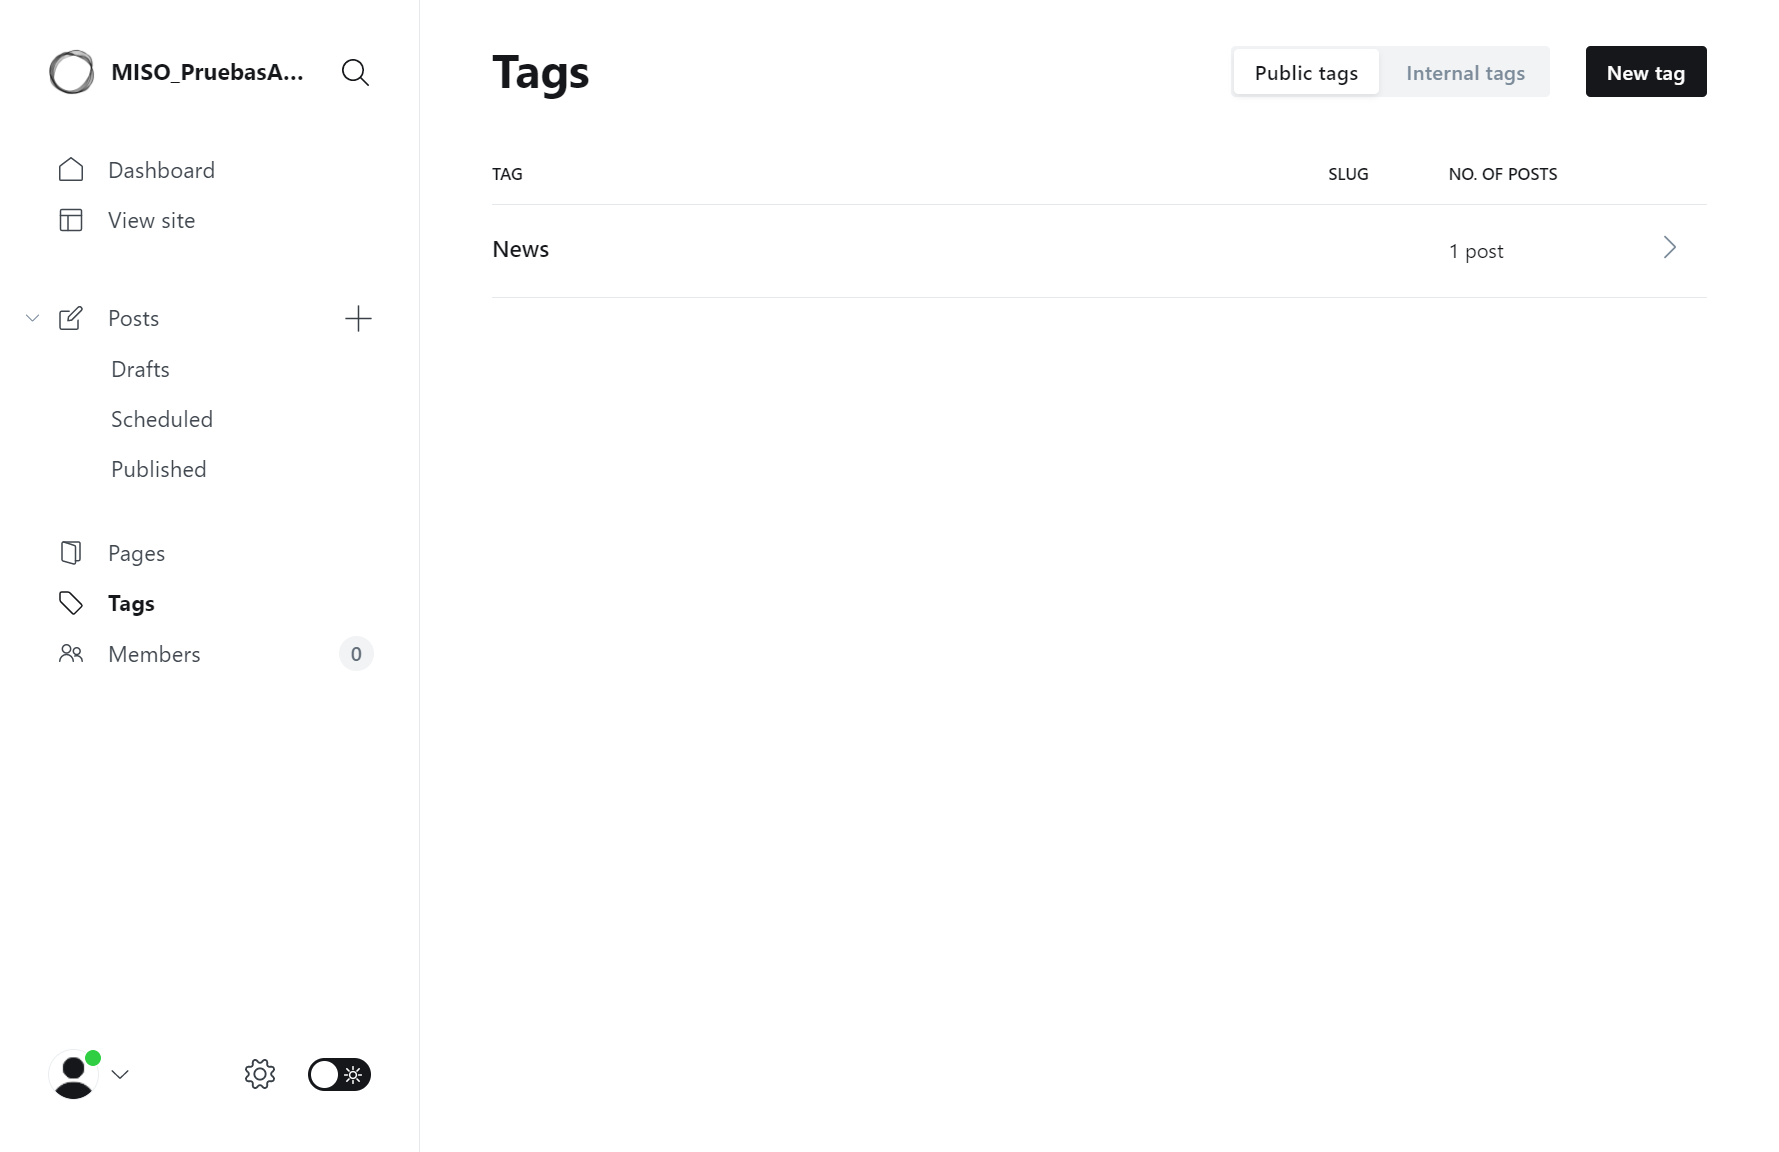 MISO_PruebasA...
Dashboard
View site
Posts
Drafts
Scheduled
Published
Pages
Tags
Members 0
Tags
Public tags Internal tags New tag
TAG SLUG NO. OF POSTS
News 1 post